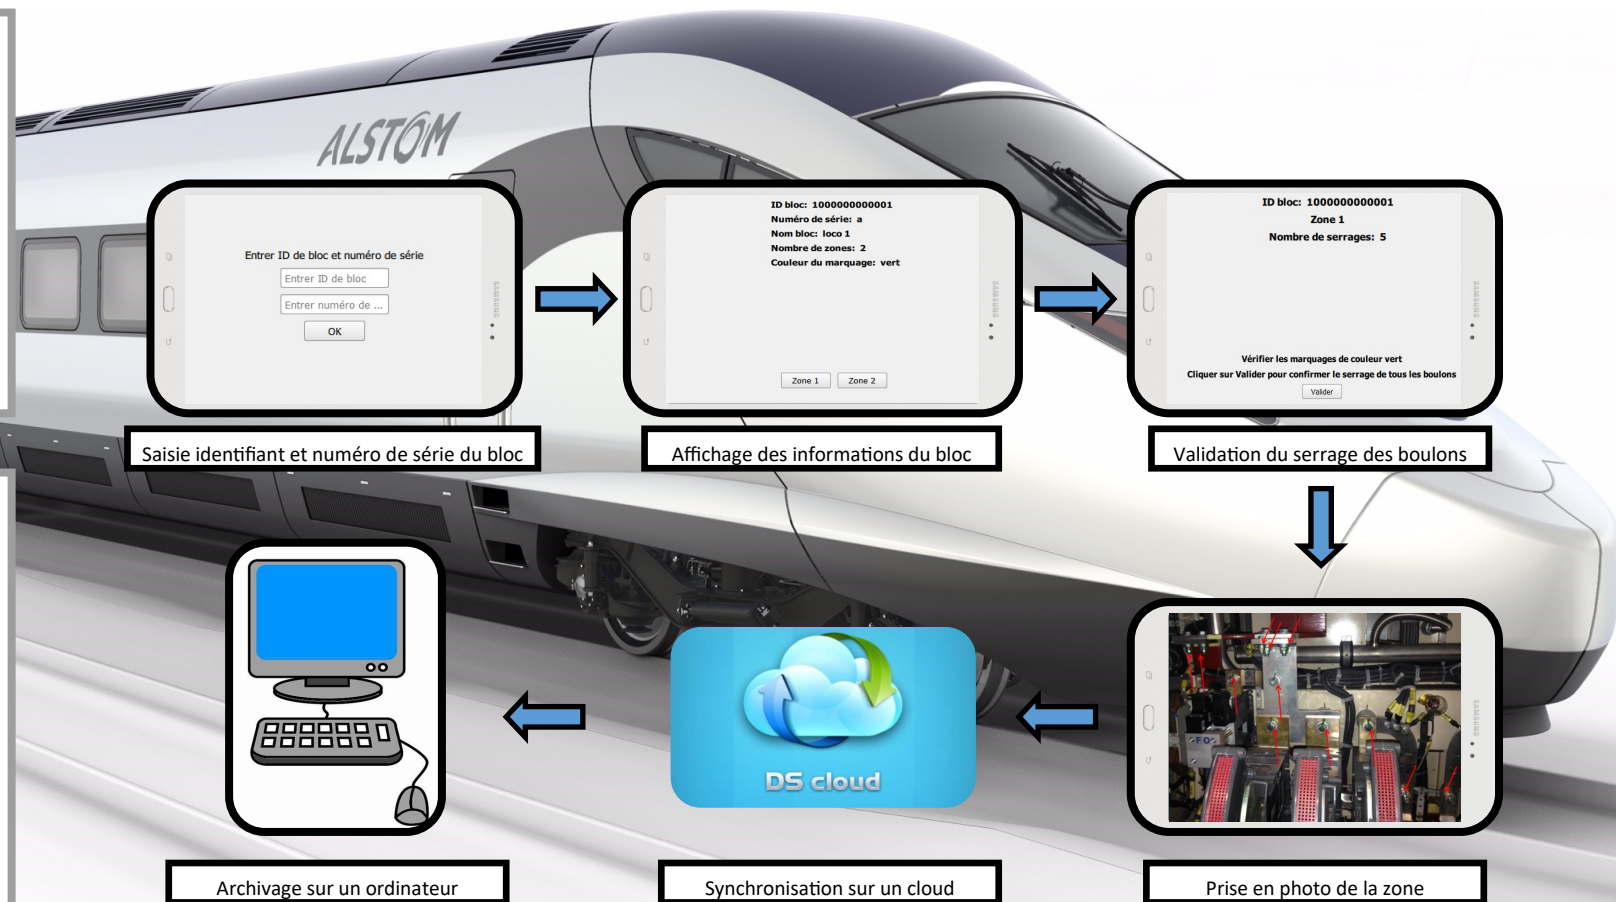 ALSTOM
Entrer ID de bloc et numéro de série
Entrer ID de bloc
Entrer numéro de ...
OK
SAMSUNG
Saisie identifiant et numéro de série du bloc
ID bloc: 1000000000001
Numéro de série: a
Nom bloc: loco 1
Nombre de zones: 2
Couleur du marquage: vert
Zone 1
Zone 2
SAMSUNG
Affichage des informations du bloc
ID bloc: 1000000000001
Zone 1
Nombre de serrages: 5
Vérifier les marquages de couleur vert
Cliquer sur Valider pour confirmer le serrage de tous les boulons
Valider
SAMSUNG
Validation du serrage des boulons
SAMSUNG
Prise en photo de la zone
DS cloud
Synchronisation sur un cloud
Archivage sur un ordinateur